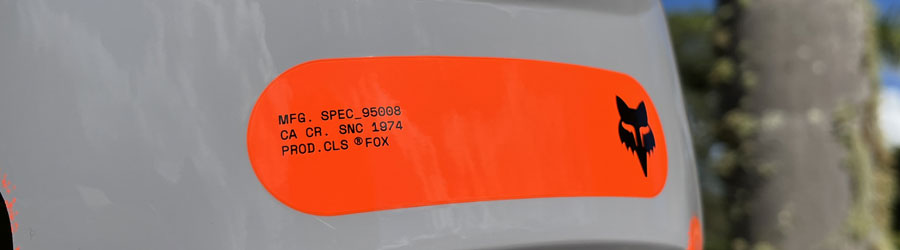 MFG. SPEC_95008
CA CR. SNC 1974
PROD.CLS ®FOX